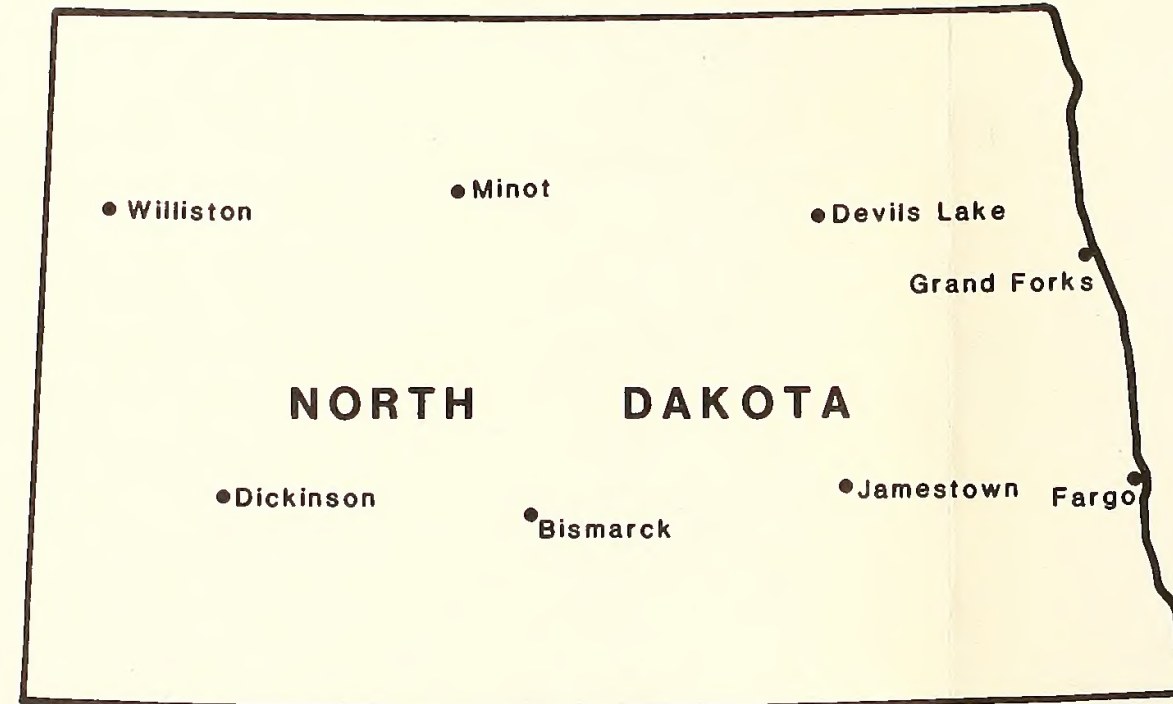 Minot
Williston
Devils Lake
Grand Forks
NORTH DAKOTA
Dickinson
Jamestown
Fargo
Bismarck